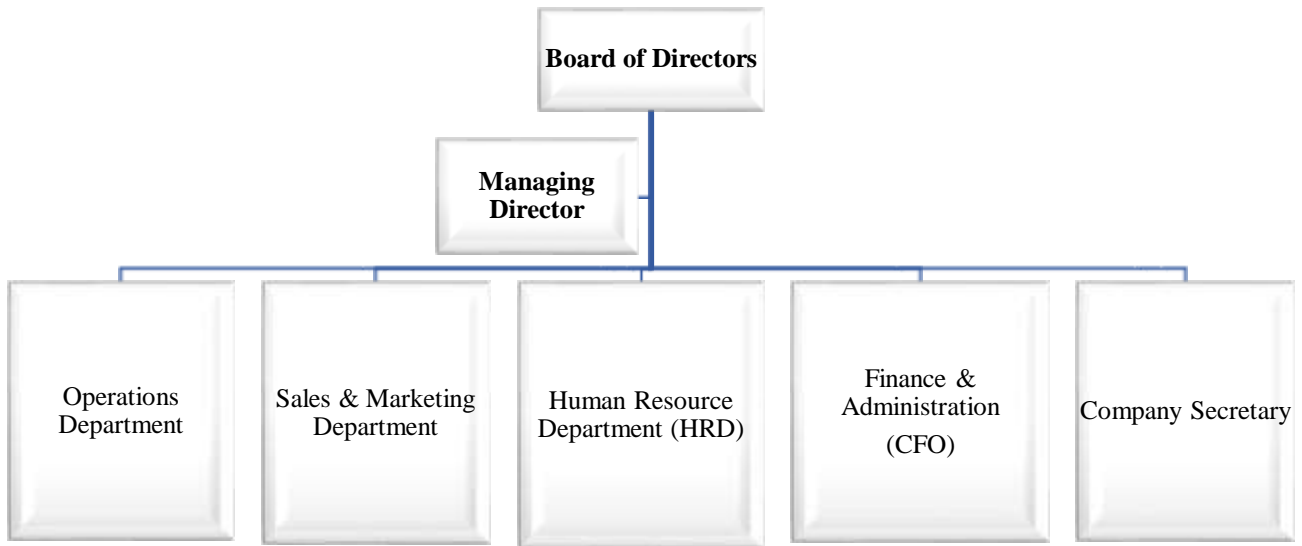 Board of Directors
Managing
Director
Operations
Department
Sales & Marketing
Department
Human Resource
Department (HRD)
Finance &
Administration
(CFO)
Company Secretary